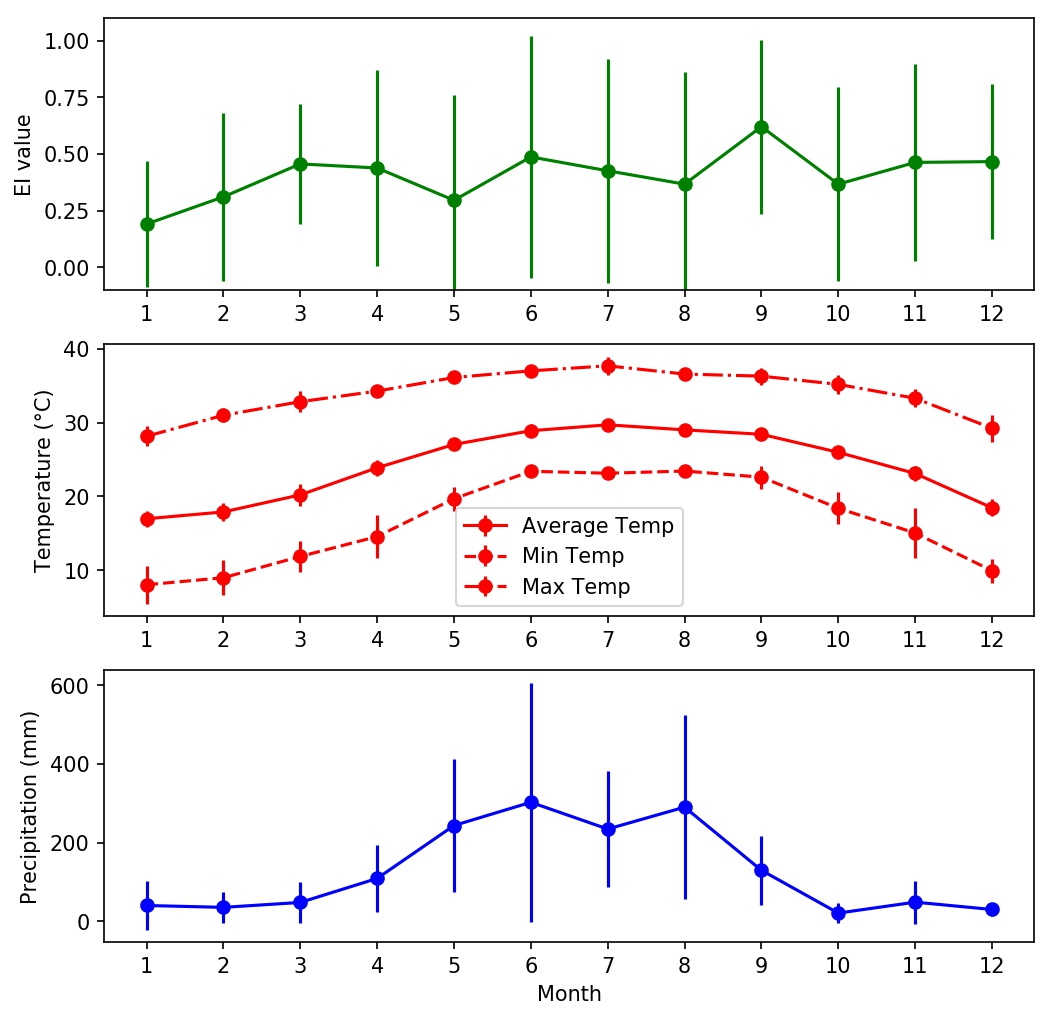 EI value
1.00
0.75
0.50
0.25
0.00
1 2 3 4 5 6 7 8 9 10 11 12
Temperature (°C)
40
30
20
10
Average Temp
Min Temp
Max Temp
1 2 3 4 5 6 7 8 9 10 11 12
Precipitation (mm)
600
400
200
0
1 2 3 4 5 6 7 8 9 10 11 12
Month